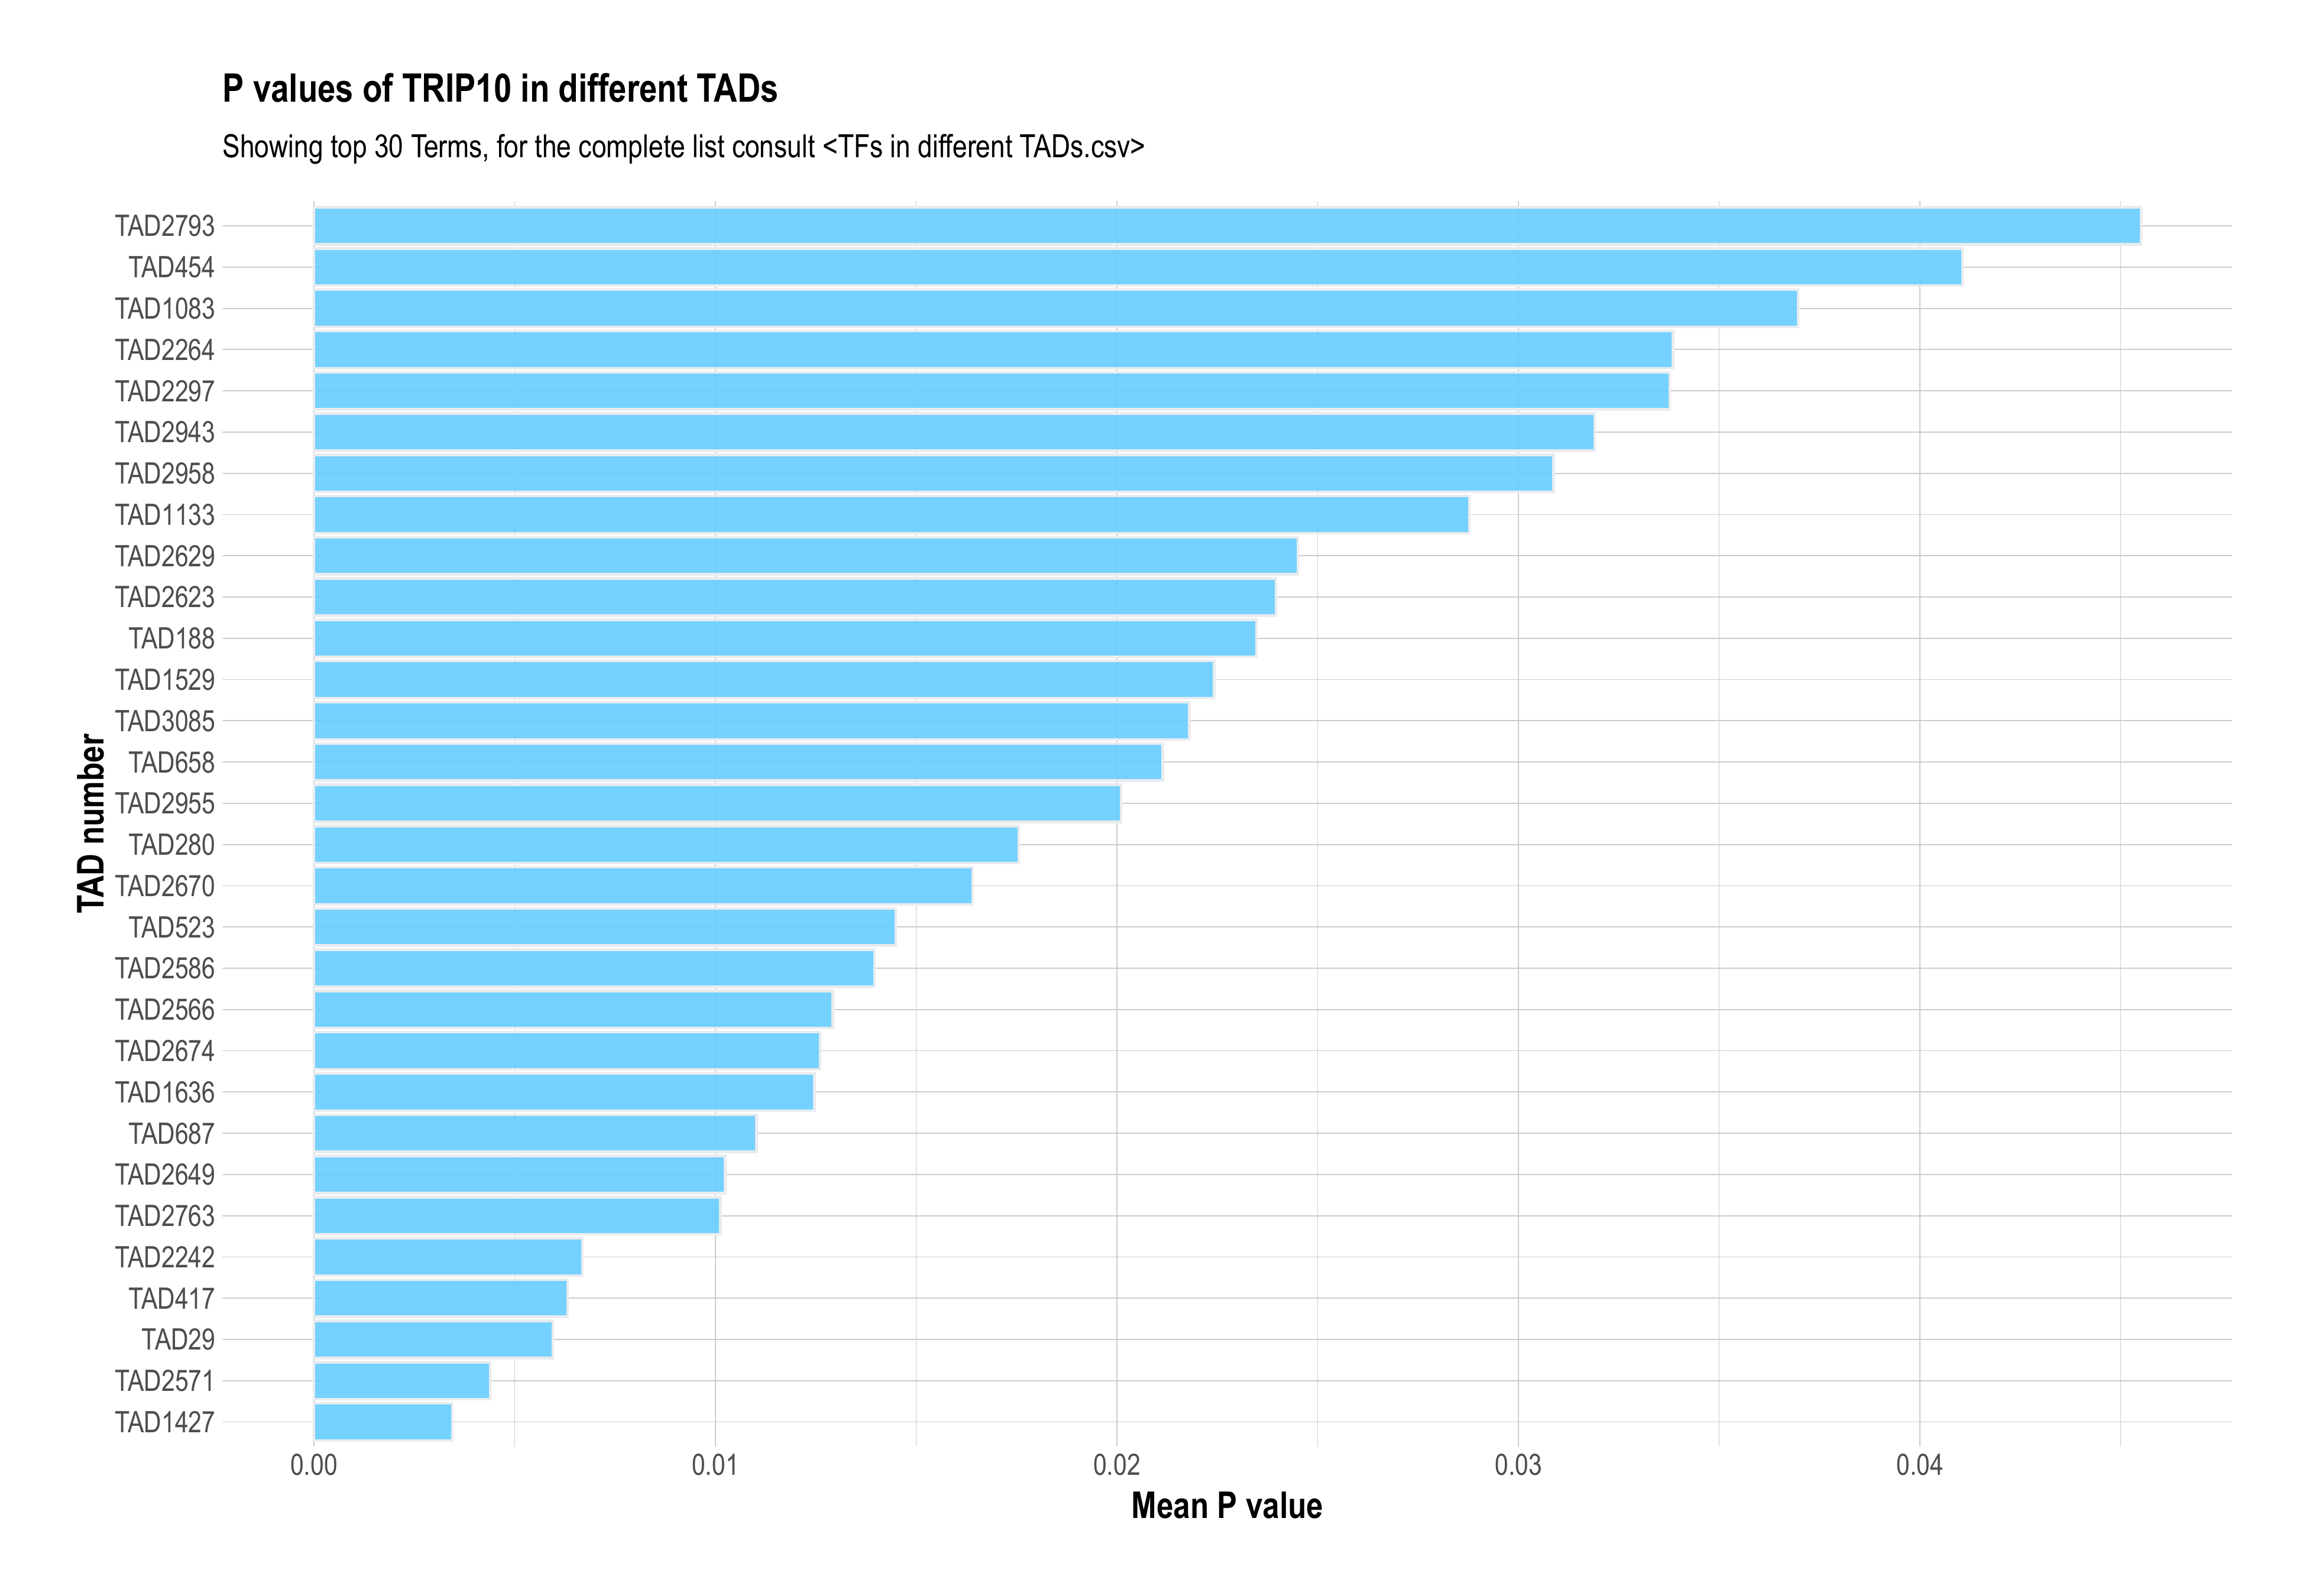 P values of TRIP10 in different TADs
Showing top 30 Terms, for the complete list consult <TFs in different TADs.csv>
TAD number
TAD2793
TAD454
TAD1083
TAD2264
TAD2297
TAD2943
TAD2958
TAD1133
TAD2629
TAD2623
TAD188
TAD1529
TAD3085
TAD658
TAD2955
TAD280
TAD2670
TAD523
TAD2586
TAD2566
TAD2674
TAD1636
TAD687
TAD2649
TAD2763
TAD2242
TAD417
TAD29
TAD2571
TAD1427
0.00 0.01 0.02 0.03 0.04
Mean P value